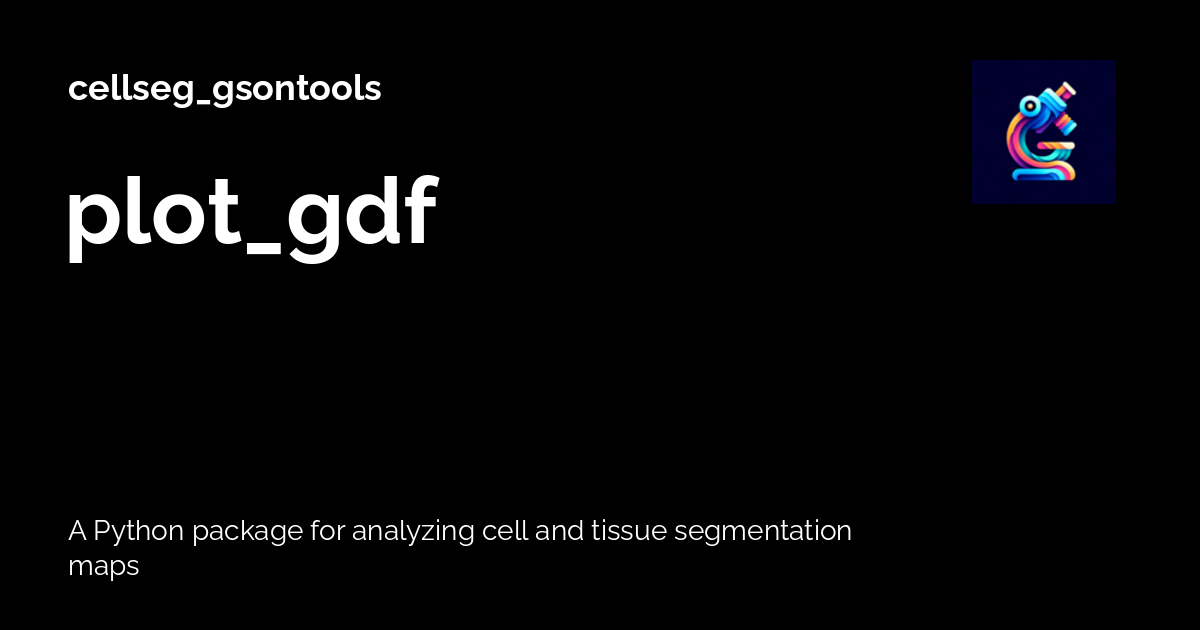 cellseg_gsontools
plot_gdf
A Python package for analyzing cell and tissue segmentation
maps